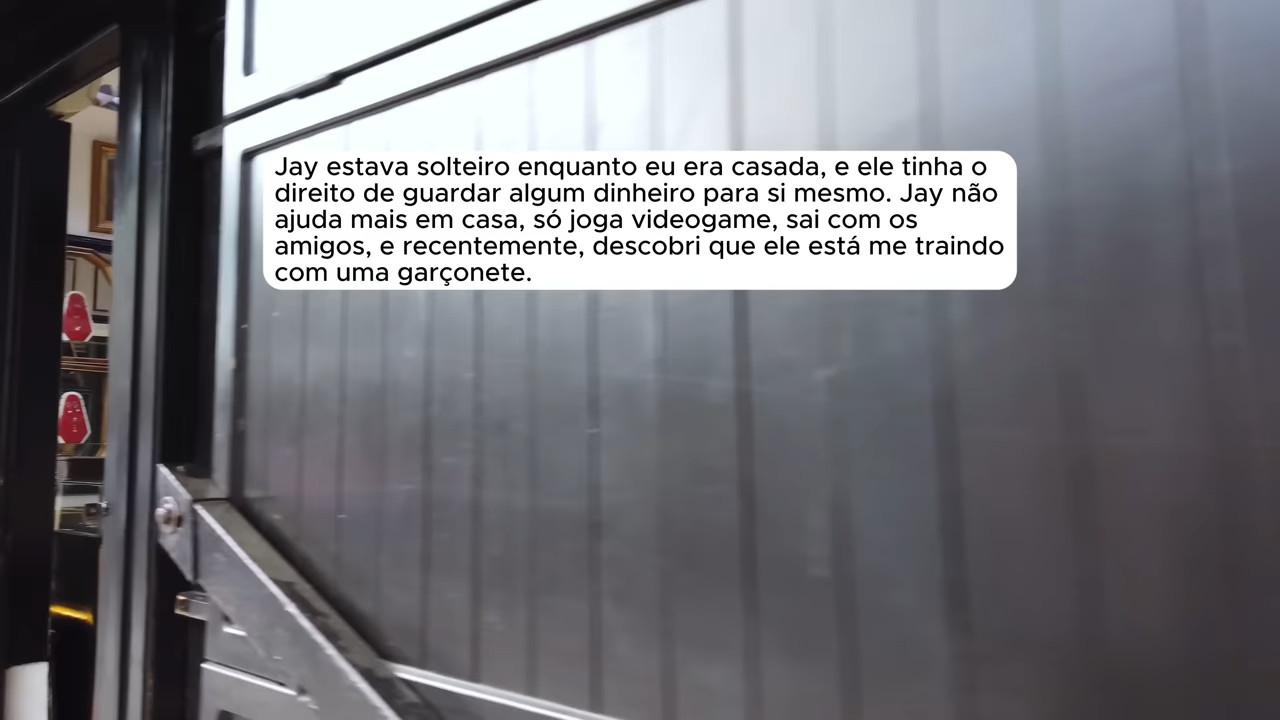 Jay estava solteiro enquanto eu era casada, e ele tinha o
direito de guardar algum dinheiro para si mesmo. Jay não
ajuda mais em casa, só joga videogame, sai com os
amigos, e recentemente, descobri que ele está me traindo
com uma garçonete.